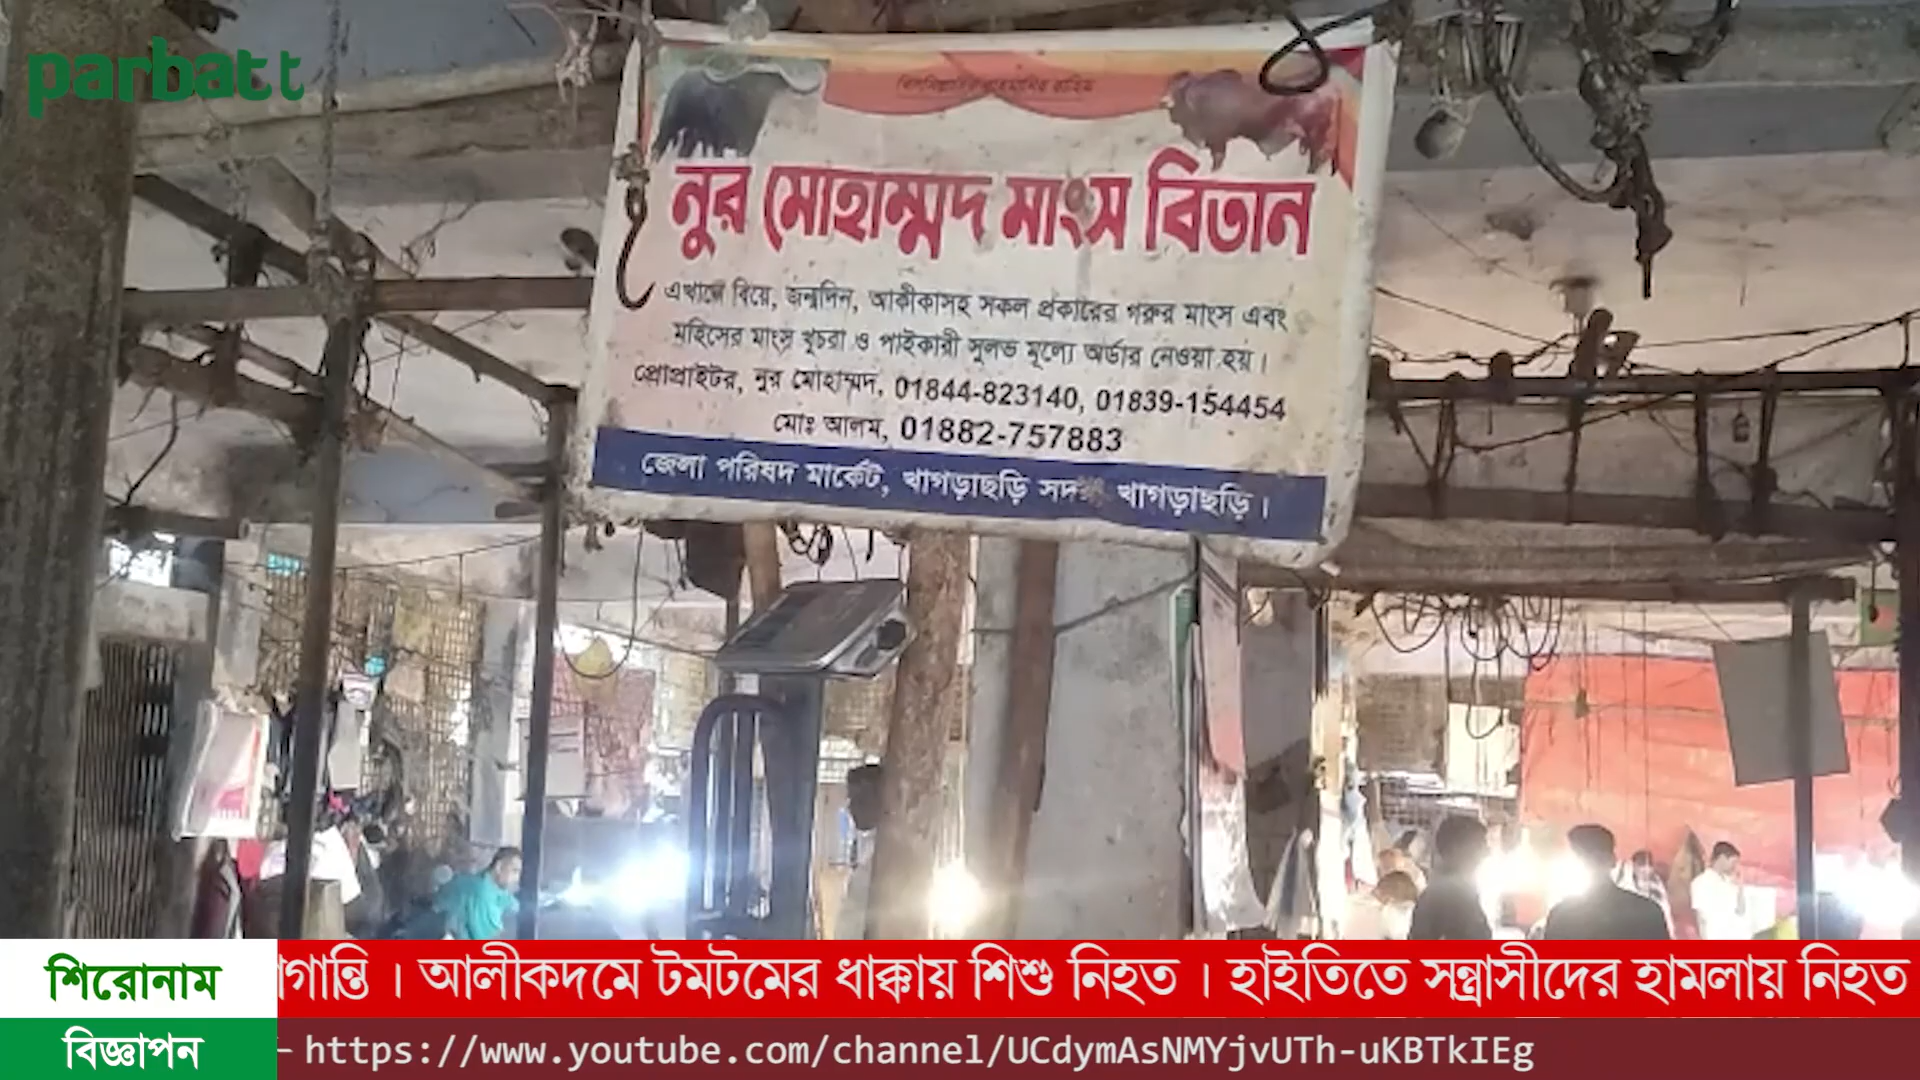 parbatt
বিসমিল্লাহির রাহমানির রাহিম
নুর মোহাম্মদ মাংস বিতান
এখানে বিয়ে, জন্মদিন, আকীকাসহ সকল প্রকারের গরুর মাংস এবং
মহিসের মাংস খুচরা ও পাইকারী সুলভ মূল্যে অর্ডার নেওয়া হয়।
প্রোপ্রাইটর, নুর মোহাম্মদ, 01844-823140, 01839-154454
মোঃ আলম, 01882-757883
জেলা পরিষদ মার্কেট, খাগড়াছড়ি সদর, খাগড়াছড়ি।
শিরোনাম
গান্তি । আলীকদমে টমটমের ধাক্কায় শিশু নিহত । হাইতিতে সন্ত্রাসীদের হামলায় নিহত
বিজ্ঞাপন
– https://www.youtube.com/channel/UCdymAsNMYjvUTh-uKBTkIEg